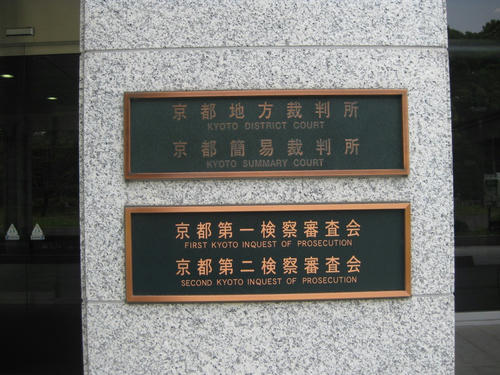 京都地方裁判所
KYOTO DISTRICT COURT
京都簡易裁判所
KYOTO SUMMARY COURT
京都第一検察審査会
FIRST KYOTO INQUEST OF PROSECUTION
京都第二検察審査会
SECOND KYOTO INQUEST OF PROSECUTION